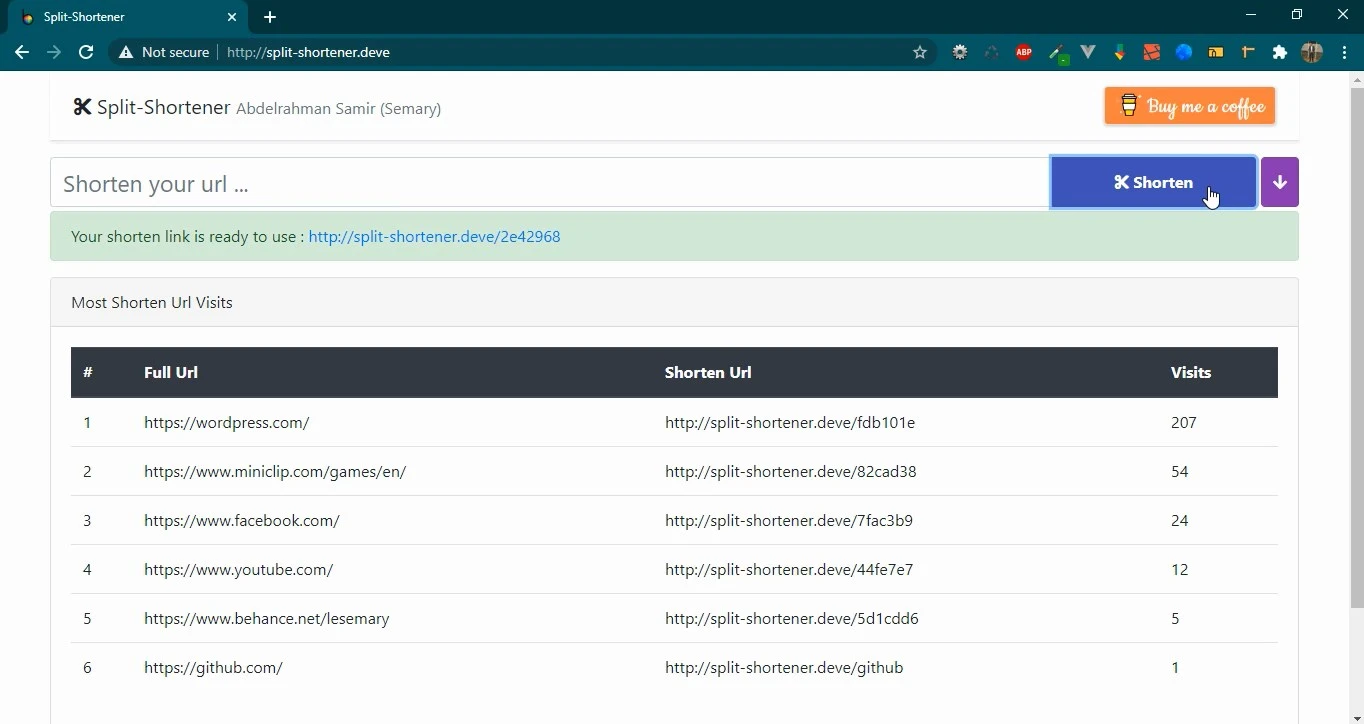 Split-Shortener
Not secure http://split-shortener.deve
ABP
Split-Shortener Abdelrahman Samir (Semary)
Buy me a coffee
Shorten your url ...
Shorten
Your shorten link is ready to use : http://split-shortener.deve/2e42968
Most Shorten Url Visits
# Full Url Shorten Url Visits
1 https://wordpress.com/ http://split-shortener.deve/fdb101e 207
2 https://www.miniclip.com/games/en/ http://split-shortener.deve/82cad38 54
3 https://www.facebook.com/ http://split-shortener.deve/7fac3b9 24
4 https://www.youtube.com/ http://split-shortener.deve/44fe7e7 12
5 https://www.behance.net/lesemary http://split-shortener.deve/5d1cdd6 5
6 https://github.com/ http://split-shortener.deve/github 1